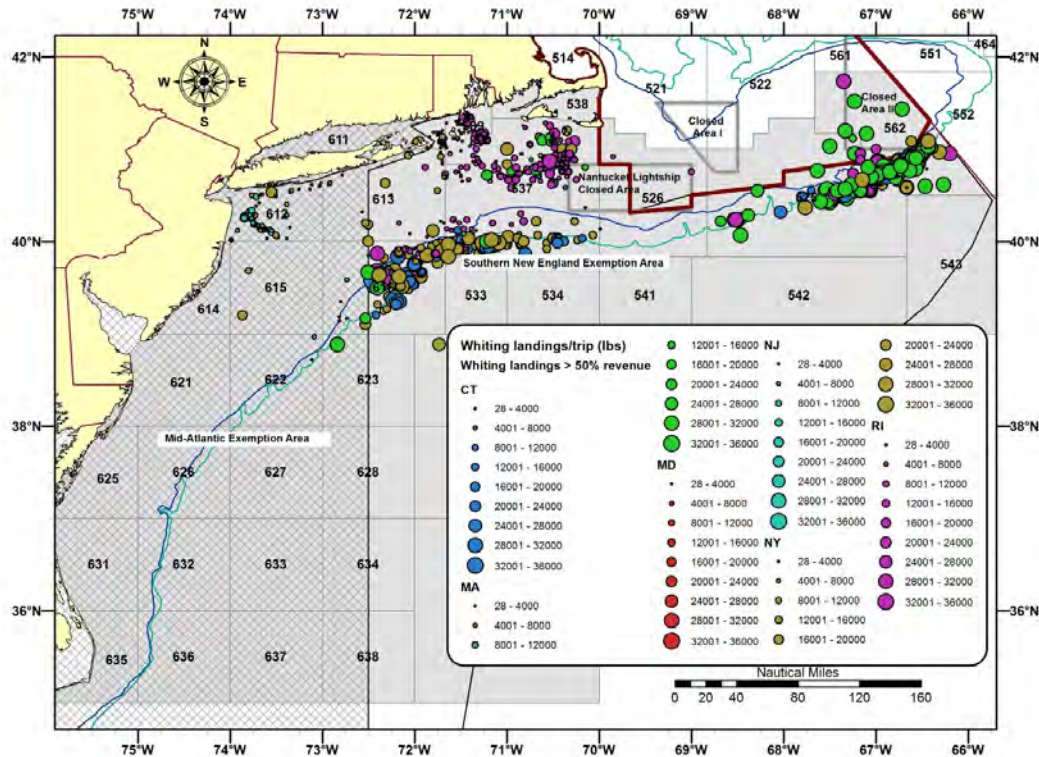 75°W 74°W 73°W 72°W 71°W 70°W 69°W 68°W 67°W 66°W
42°N
N
W E
S
514
521
522
561
551
464
42°N
538
Closed
Area I
Closed
Area II
562
552
611
613
537
Nantucket Lightship
Closed Area
526
612
40°N
40°N
615
Southern New England Exemption Area
543
614
533
534
541
542
621
622
623
Whiting landings/trip (lbs)
Whiting landings > 50% revenue
CT
28 - 4000
4001 - 8000
8001 - 12000
12001 - 16000
16001 - 20000
20001 - 24000
24001 - 28000
28001 - 32000
32001 - 36000
MA
28 - 4000
4001 - 8000
8001 - 12000
12001 - 16000
16001 - 20000
20001 - 24000
24001 - 28000
28001 - 32000
32001 - 36000
MD
28 - 4000
4001 - 8000
8001 - 12000
12001 - 16000
16001 - 20000
20001 - 24000
24001 - 28000
28001 - 32000
32001 - 36000
NJ
28 - 4000
4001 - 8000
8001 - 12000
12001 - 16000
16001 - 20000
20001 - 24000
24001 - 28000
28001 - 32000
32001 - 36000
NY
28 - 4000
4001 - 8000
8001 - 12000
12001 - 16000
16001 - 20000
20001 - 24000
24001 - 28000
28001 - 32000
32001 - 36000
RI
28 - 4000
4001 - 8000
8001 - 12000
12001 - 16000
16001 - 20000
20001 - 24000
24001 - 28000
28001 - 32000
32001 - 36000
38°N
38°N
Mid-Atlantic Exemption Area
625
626
627
628
631
632
633
634
36°N
36°N
635
636
637
638
Nautical Miles
0 20 40 80 120 160
75°W 74°W 73°W 72°W 71°W 70°W 69°W 68°W 67°W 66°W